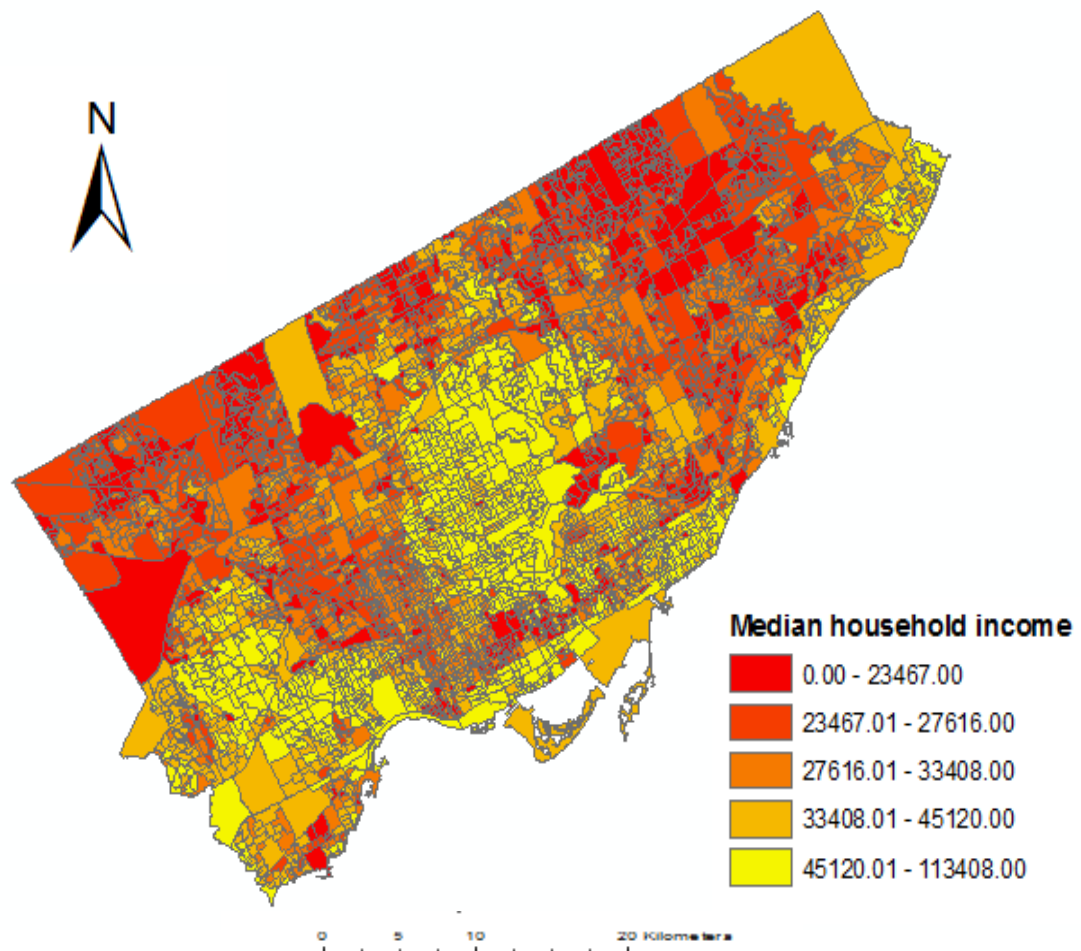 N
Median household income
0.00 - 23467.00
23467.01 - 27616.00
27616.01 - 33408.00
33408.01 - 45120.00
45120.01 - 113408.00
0 5 10 20 Kilometers